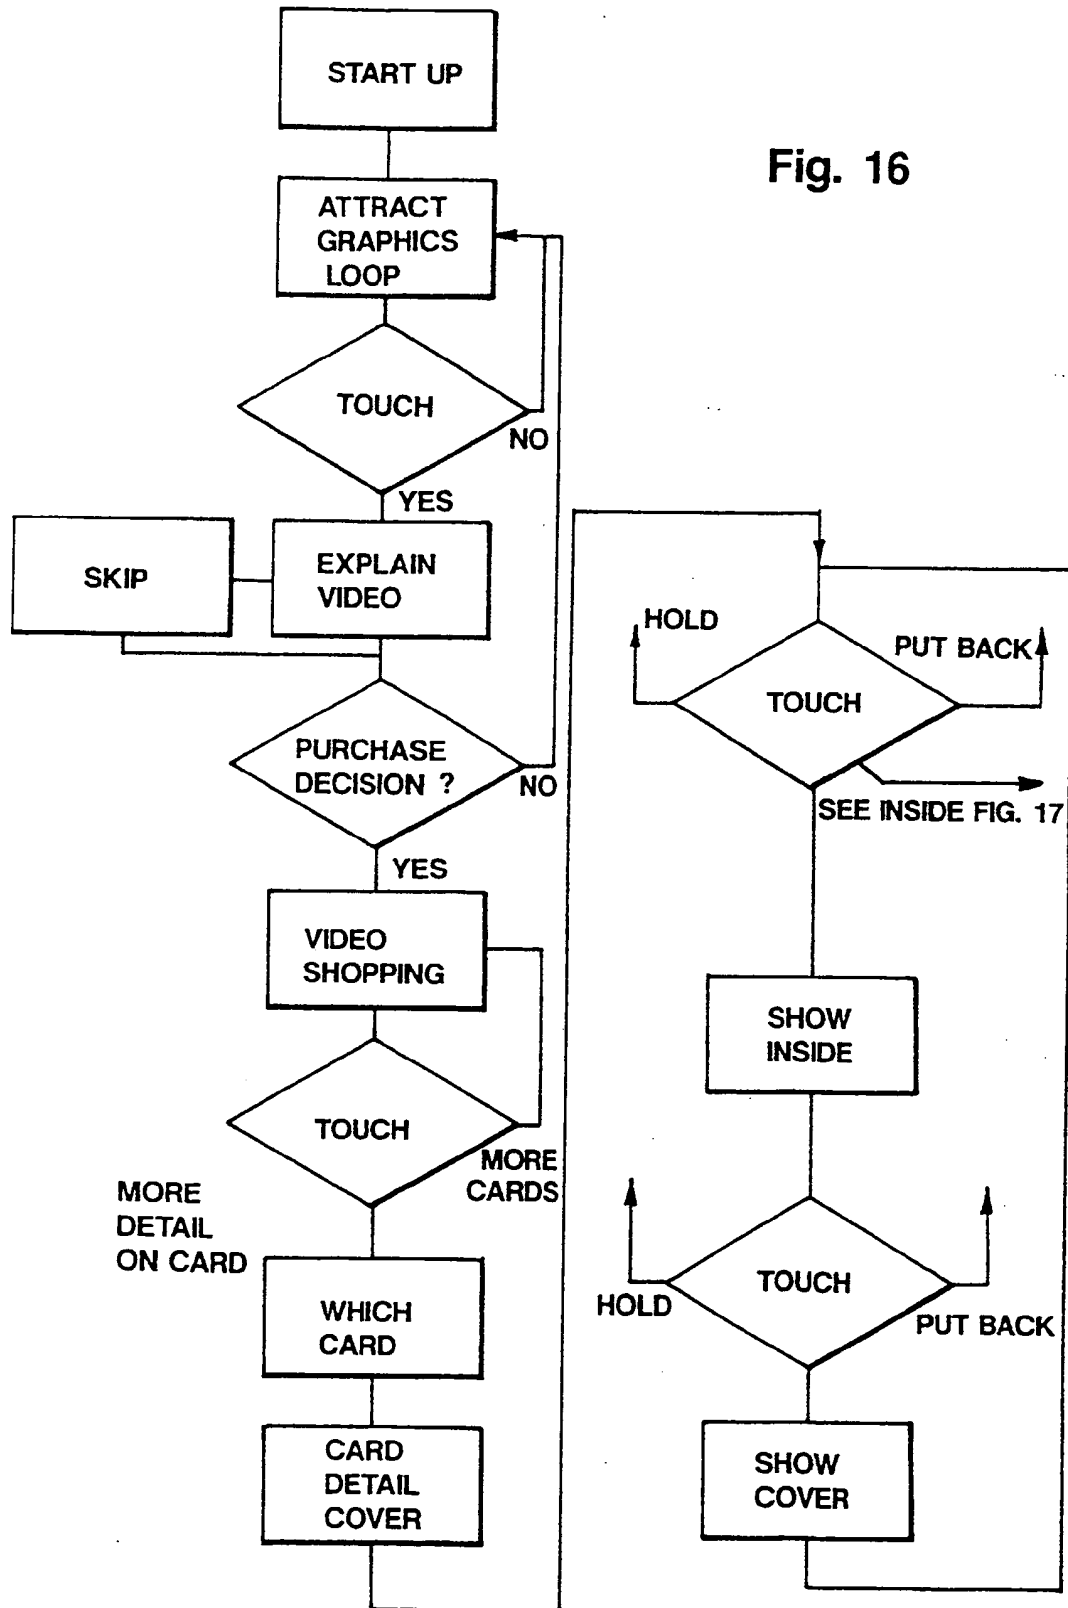 START UP
Fig. 16
ATTRACT
GRAPHICS
LOOP
TOUCH
NO
YES
SKIP
EXPLAIN
VIDEO
PURCHASE
DECISION ?
NO
YES
VIDEO
SHOPPING
TOUCH
MORE
CARDS
MORE
DETAIL
ON CARD
WHICH
CARD
CARD
DETAIL
COVER
HOLD
PUT BACK
TOUCH
SEE INSIDE FIG. 17
SHOW
INSIDE
TOUCH
HOLD
PUT BACK
SHOW
COVER